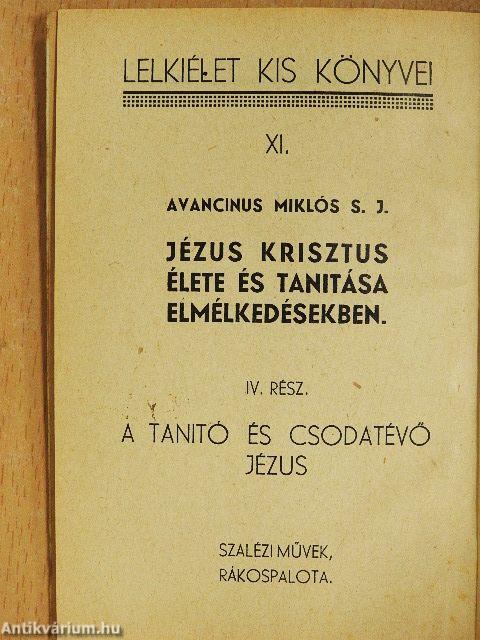 LELKIÉLET KIS KÖNYVEI
XI.
AVANCINUS MIKLÓS S. J.
JÉZUS KRISZTUS
ÉLETE ÉS TANITÁSA
ELMÉLKEDÉSEKBEN.
IV. RÉSZ.
A TANITÓ ÉS CSODATÉVŐ
JÉZUS
SZALÉZI MŰVEK,
RÁKOSPALOTA.
Antikvárium.hu